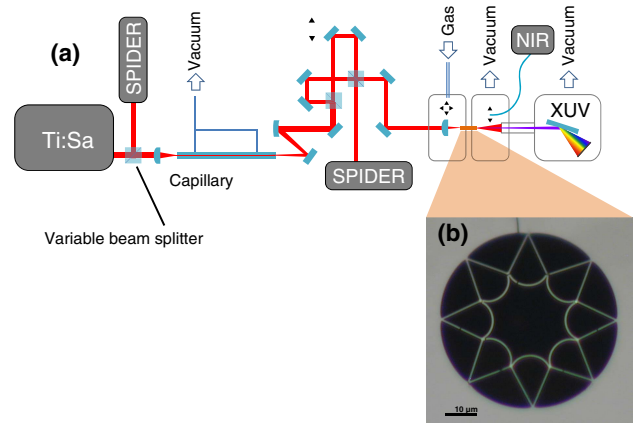 (a)
SPIDER
Vacuum
Gas
Vacuum
NIR
Vacuum
Ti:Sa
XUV
Capillary
SPIDER
Variable beam splitter
(b)
10 µm